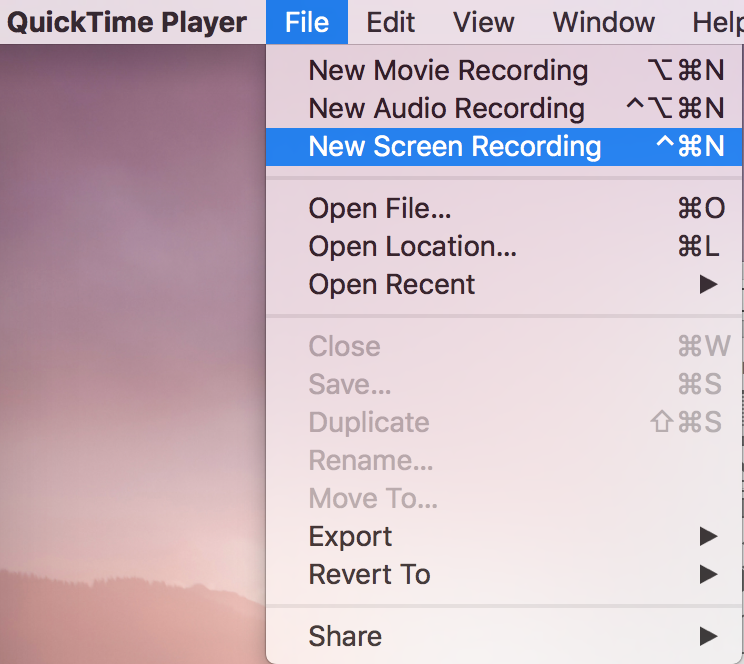 QuickTime Player File Edit View Window Help
New Movie Recording ⌥⌘N
New Audio Recording ^⌥⌘N
New Screen Recording ^⌘N
Open File... ⌘O
Open Location... ⌘L
Open Recent ▶
Close ⌘W
Save... ⌘S
Duplicate ⇧⌘S
Rename...
Move To...
Export ▶
Revert To ▶
Share ▶